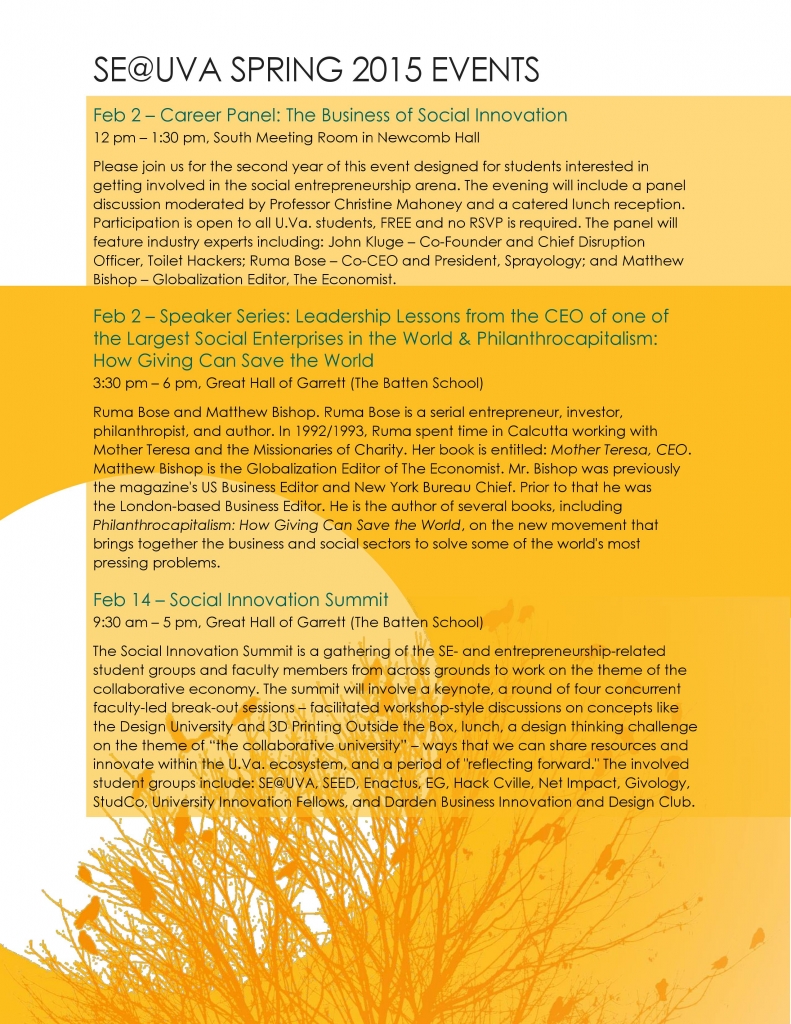 SE@UVA SPRING 2015 EVENTS
Feb 2 – Career Panel: The Business of Social Innovation
12 pm – 1:30 pm, South Meeting Room in Newcomb Hall
Please join us for the second year of this event designed for students interested in
getting involved in the social entrepreneurship arena. The evening will include a panel
discussion moderated by Professor Christine Mahoney and a catered lunch reception.
Participation is open to all U.Va. students, FREE and no RSVP is required. The panel will
feature industry experts including: John Kluge – Co-Founder and Chief Disruption
Officer, Toilet Hackers; Ruma Bose – Co-CEO and President, Sprayology; and Matthew
Bishop – Globalization Editor, The Economist.
Feb 2 – Speaker Series: Leadership Lessons from the CEO of one of
the Largest Social Enterprises in the World & Philanthrocapitalism:
How Giving Can Save the World
3:30 pm – 6 pm, Great Hall of Garrett (The Batten School)
Ruma Bose and Matthew Bishop. Ruma Bose is a serial entrepreneur, investor,
philanthropist, and author. In 1992/1993, Ruma spent time in Calcutta working with
Mother Teresa and the Missionaries of Charity. Her book is entitled: Mother Teresa, CEO.
Matthew Bishop is the Globalization Editor of The Economist. Mr. Bishop was previously
the magazine's US Business Editor and New York Bureau Chief. Prior to that he was
the London-based Business Editor. He is the author of several books, including
Philanthrocapitalism: How Giving Can Save the World, on the new movement that
brings together the business and social sectors to solve some of the world's most
pressing problems.
Feb 14 – Social Innovation Summit
9:30 am – 5 pm, Great Hall of Garrett (The Batten School)
The Social Innovation Summit is a gathering of the SE- and entrepreneurship-related
student groups and faculty members from across grounds to work on the theme of the
collaborative economy. The summit will involve a keynote, a round of four concurrent
faculty-led break-out sessions – facilitated workshop-style discussions on concepts like
the Design University and 3D Printing Outside the Box, lunch, a design thinking challenge
on the theme of "the collaborative university" – ways that we can share resources and
innovate within the U.Va. ecosystem, and a period of "reflecting forward." The involved
student groups include: SE@UVA, SEED, Enactus, EG, Hack Cville, Net Impact, Givology,
StudCo, University Innovation Fellows, and Darden Business Innovation and Design Club.